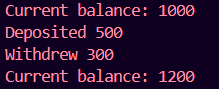 Current balance: 1000
Deposited 500
Withdrew 300
Current balance: 1200